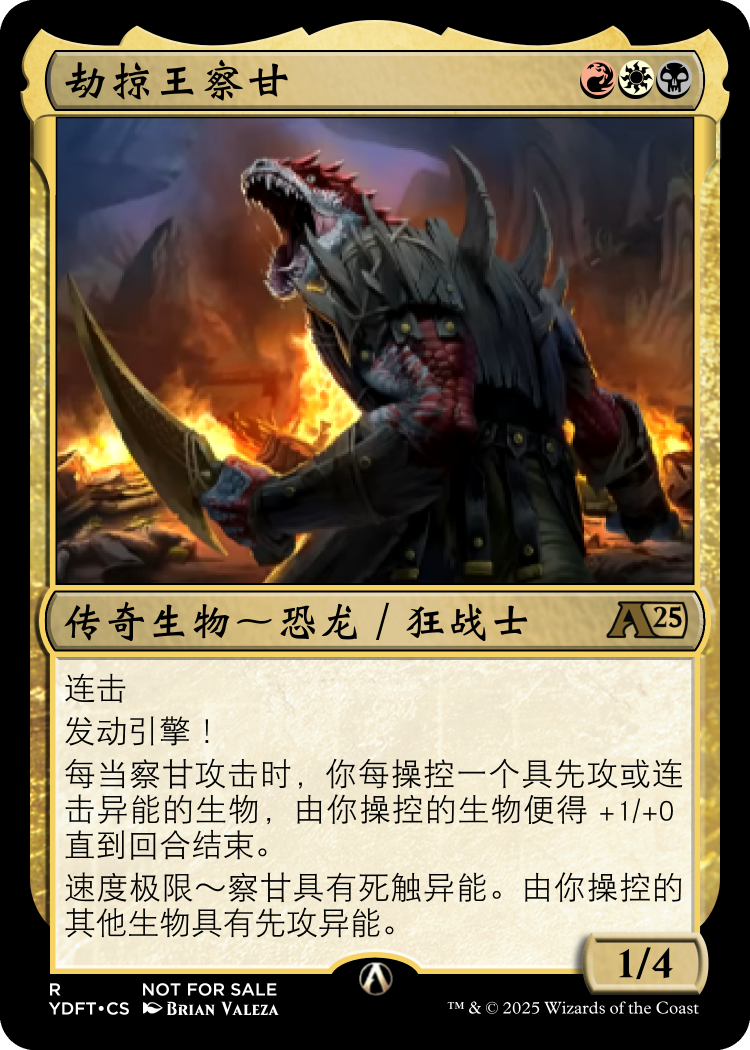 劫掠王察甘
传奇生物～恐龙／狂战士
A25
连击
发动引擎！
每当察甘攻击时，你每操控一个具先攻或连
击异能的生物，由你操控的生物便得 +1/+0
直到回合结束。
速度极限～察甘具有死触异能。由你操控的
其他生物具有先攻异能。
1/4
R NOT FOR SALE
YDFT•CS BRIAN VALEZA
™ & © 2025 Wizards of the Coast